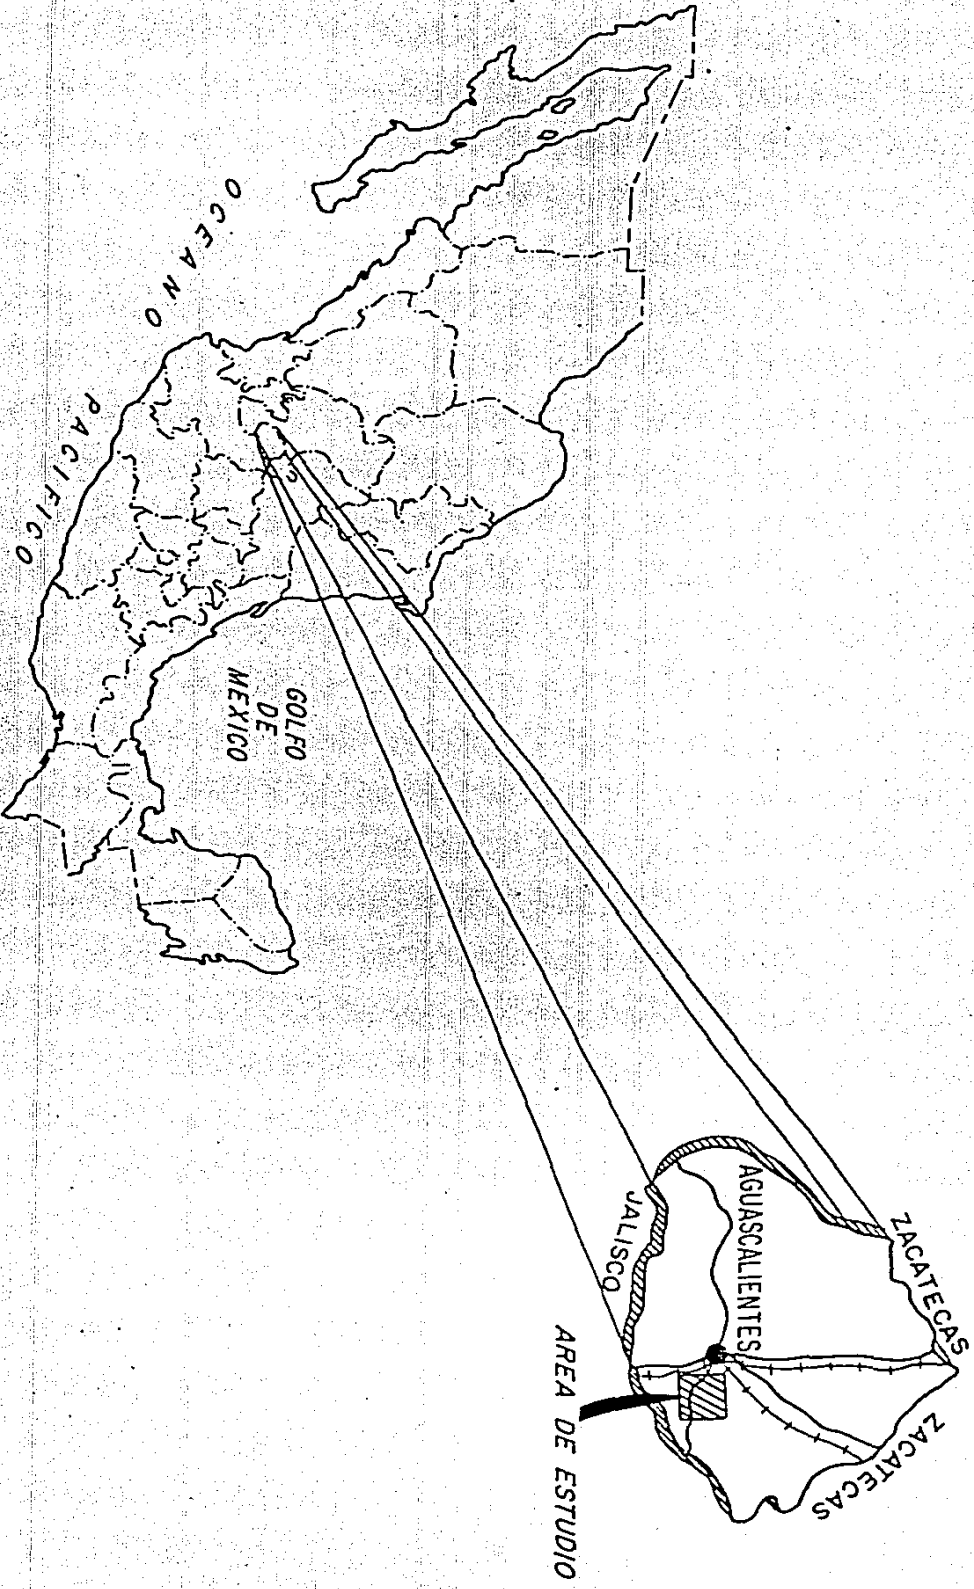 ZACATECAS
ZACATECAS
AGUASCALIENTES
JALISCO
AREA DE ESTUDIO
GOLFO
DE
MEXICO
OCEANO
PACIFICO